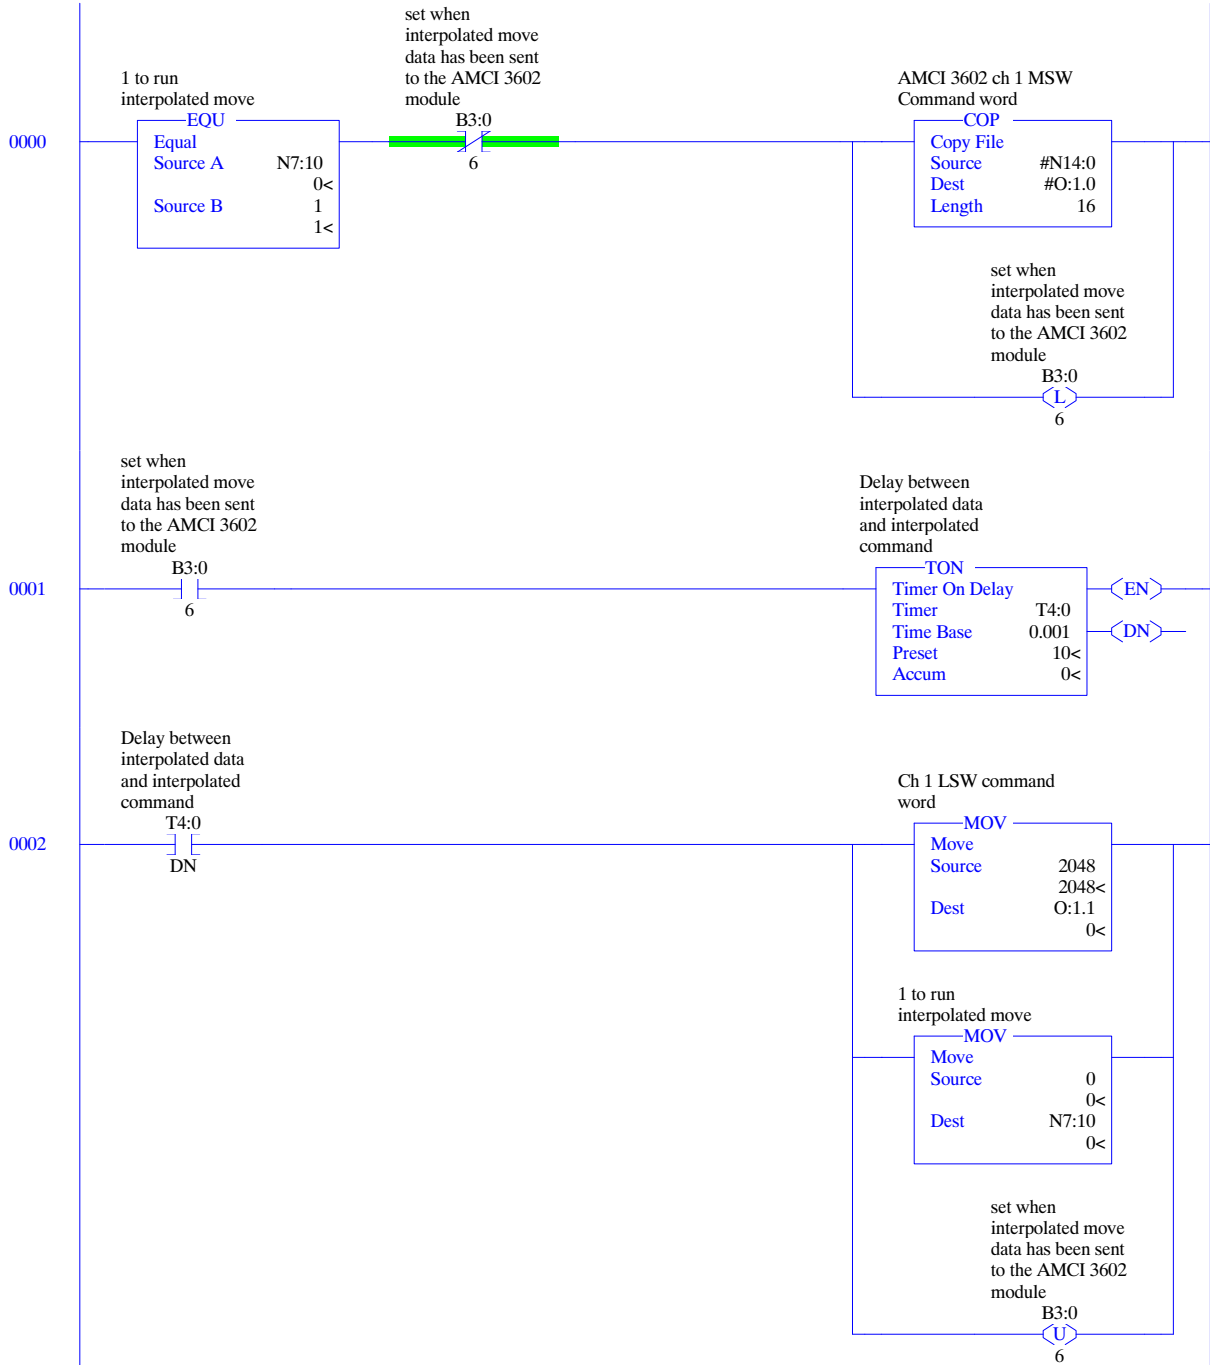 set when
interpolated move
data has been sent
to the AMCI 3602
module
1 to run
interpolated move
AMCI 3602 ch 1 MSW
Command word
EQU
B3:0
COP
0000
Equal
Source A N7:10
0<
Source B 1
1<
6
Copy File
Source #N14:0
Dest #O:1.0
Length 16
set when
interpolated move
data has been sent
to the AMCI 3602
module
B3:0
L
6
set when
interpolated move
data has been sent
to the AMCI 3602
module
B3:0
Delay between
interpolated data
and interpolated
command
TON
0001
6
Timer On Delay
Timer T4:0
Time Base 0.001
Preset 10<
Accum 0<
EN
DN
Delay between
interpolated data
and interpolated
command
T4:0
Ch 1 LSW command
word
MOV
0002
DN
Move
Source 2048
2048<
Dest O:1.1
0<
1 to run
interpolated move
MOV
Move
Source 0
0<
Dest N7:10
0<
set when
interpolated move
data has been sent
to the AMCI 3602
module
B3:0
U
6